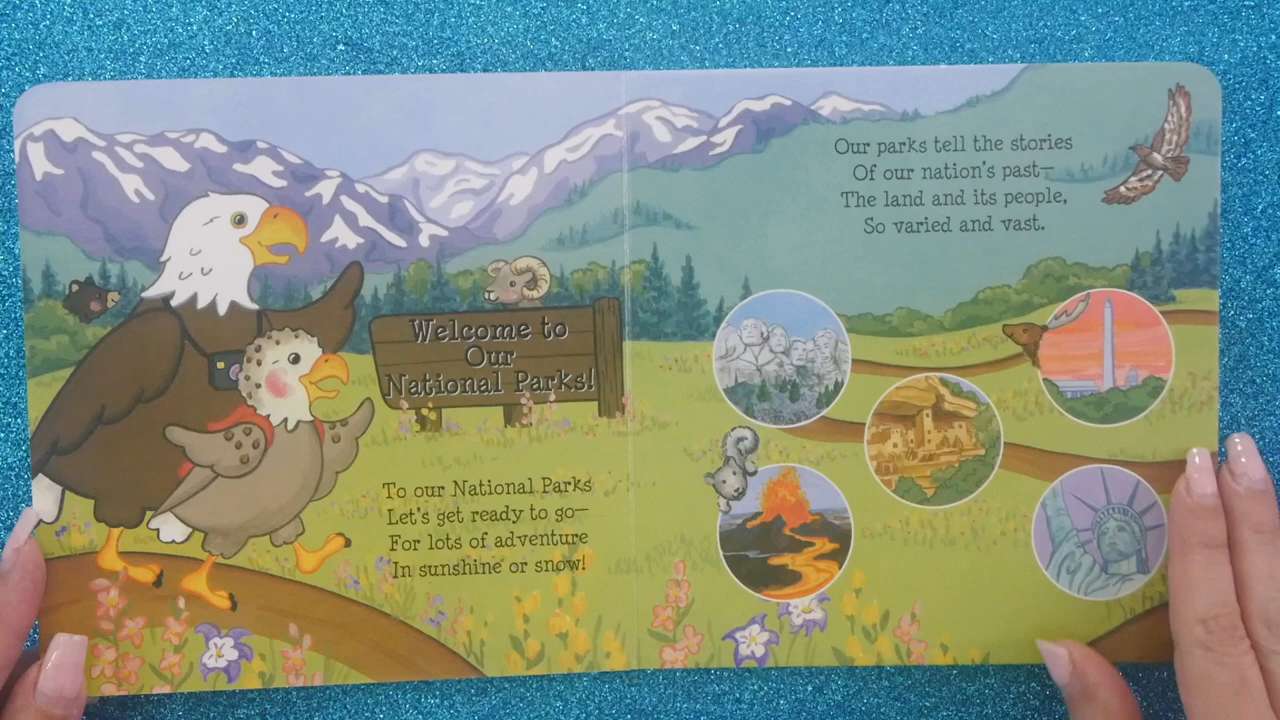 Welcome to
Our
National Parks!
To our National Parks
Let's get ready to go—
For lots of adventure
In sunshine or snow!
Our parks tell the stories
Of our nation's past—
The land and its people,
So varied and vast.